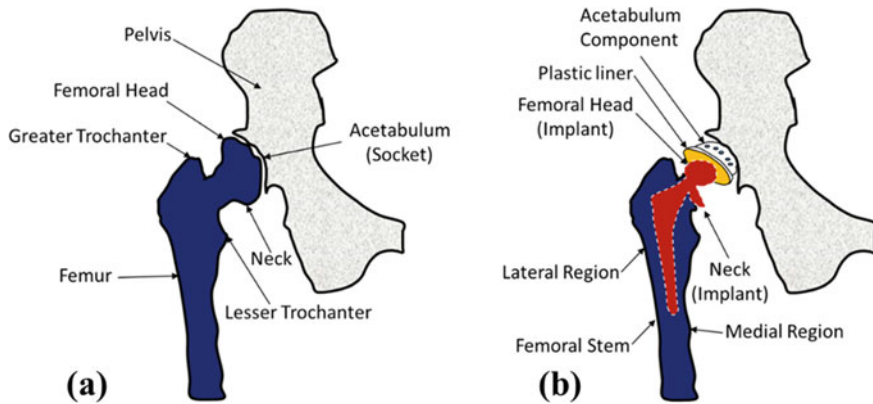 Pelvis
Femoral Head
Greater Trochanter
Acetabulum
(Socket)
Neck
Femur
Lesser Trochanter
(a)
Acetabulum
Component
Plastic liner
Femoral Head
(Implant)
Lateral Region
Neck
(Implant)
Femoral Stem
Medial Region
(b)